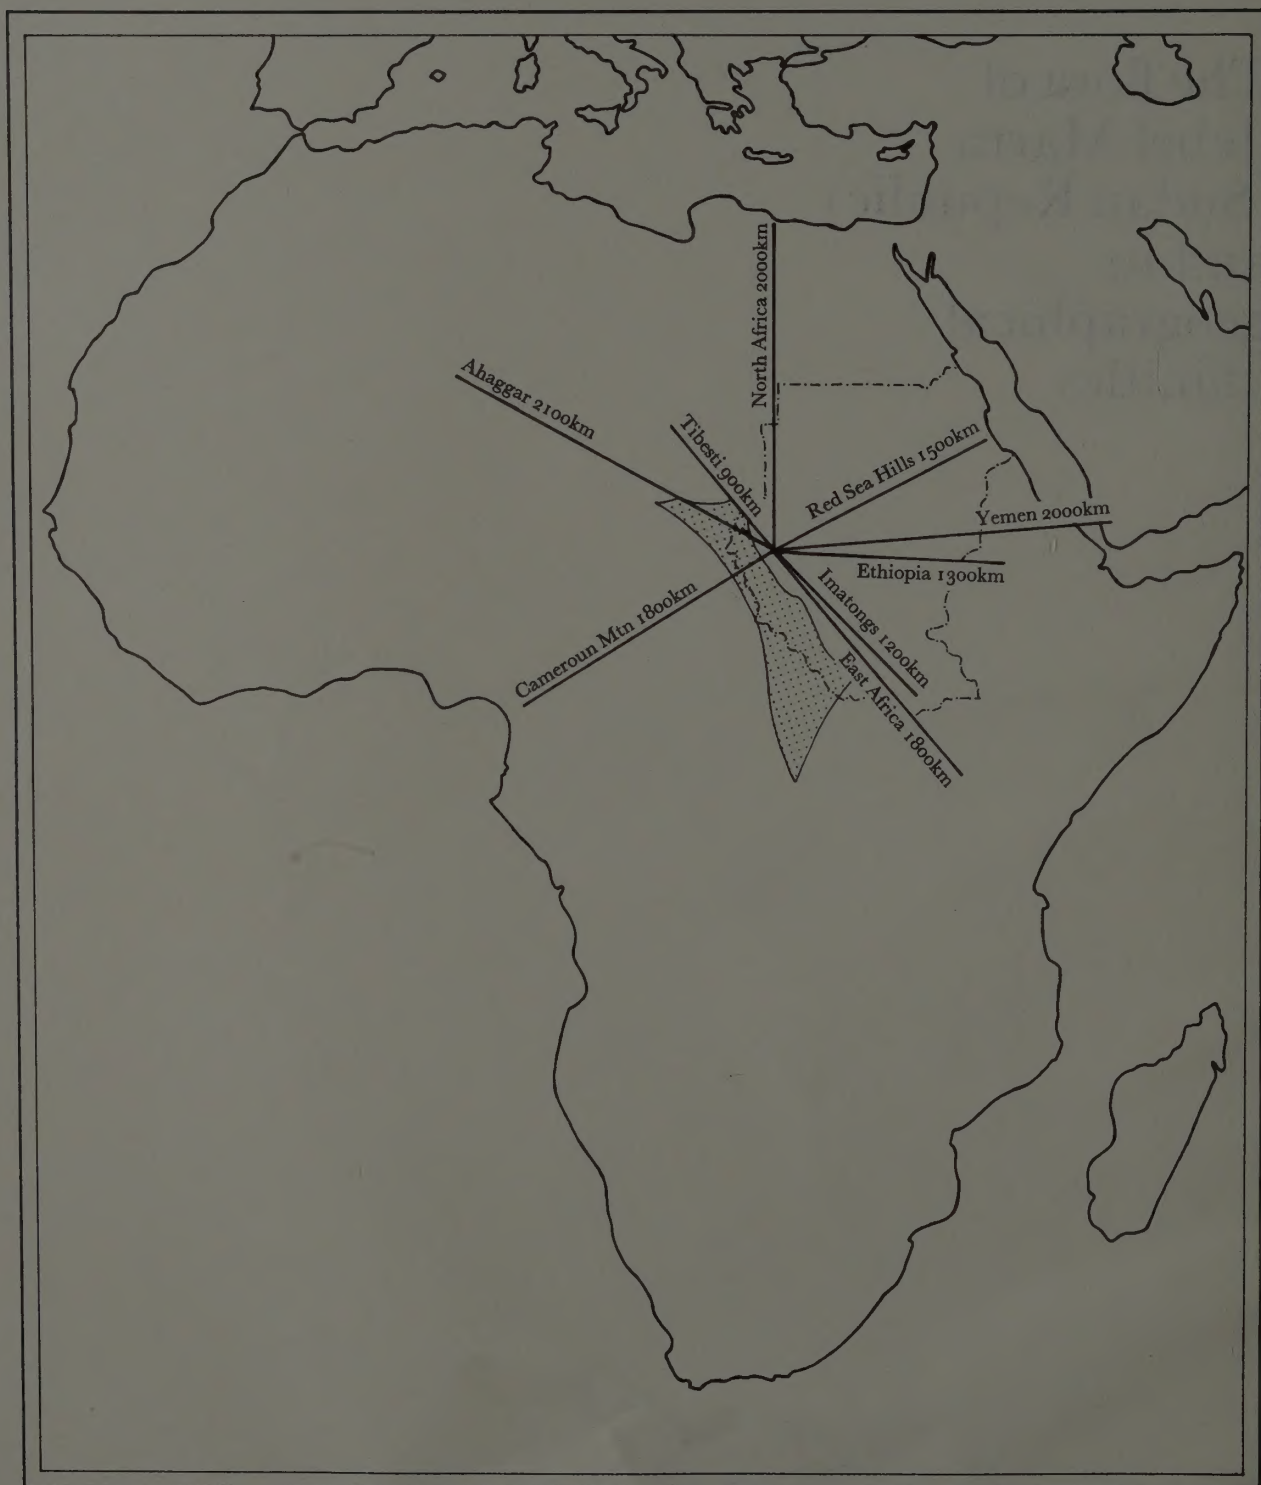 North Africa 2000km
Ahaggar 2100km
Tibesti 900km
Red Sea Hills 1500km
Yemen 2000km
Ethiopia 1300km
Imatongs 1200km
Cameroun Mtn 1800km
East Africa 1800km